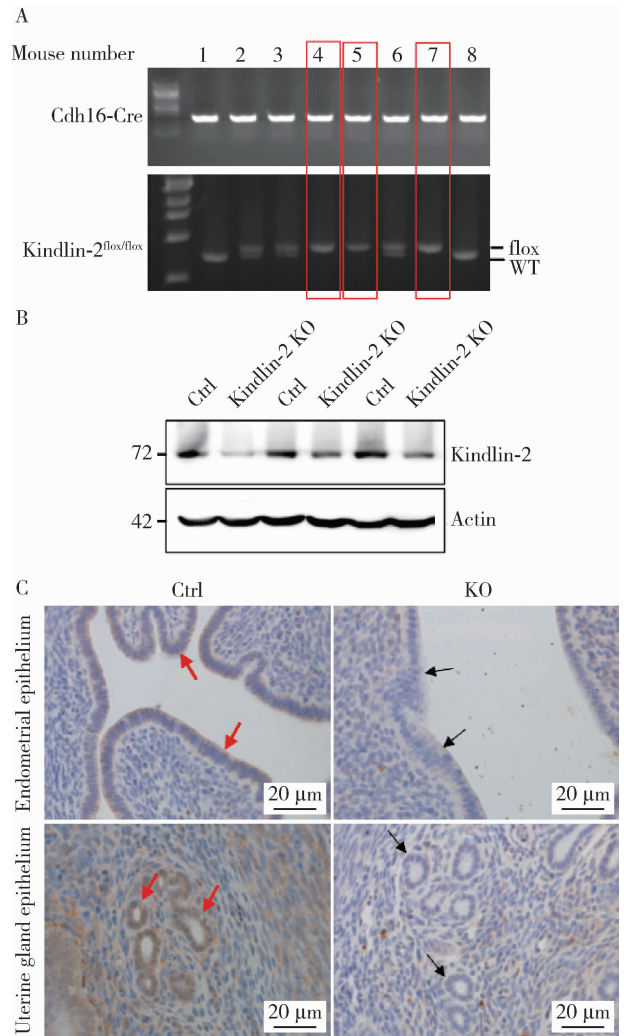 A
Mouse number 1 2 3 4 5 6 7 8
Cdh16-Cre
Kindlin-2flox/flox
flox
WT
B
Ctrl Kindlin-2 KO Ctrl Kindlin-2 KO Ctrl Kindlin-2 KO
72 Kindlin-2
42 Actin
C
Ctrl KO
Endometrial epithelium
20 μm 20 μm
Uterine gland epithelium
20 μm 20 μm